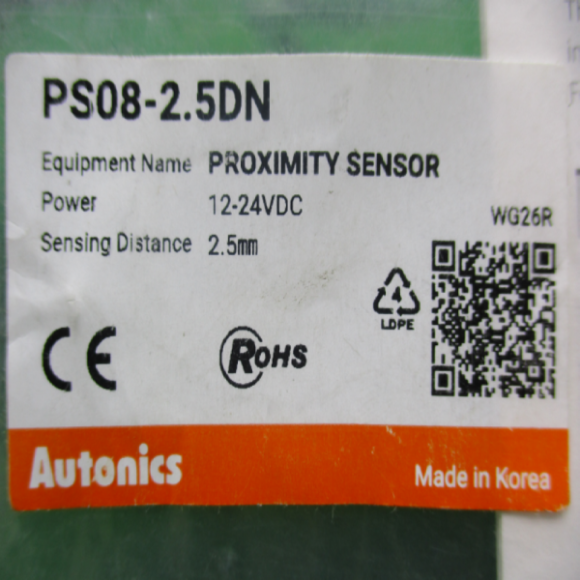 PS08-2.5DN
Equipment Name PROXIMITY SENSOR
Power 12-24VDC
Sensing Distance 2.5mm
WG26R
4
LDPE
CE
RoHS
Autonics
Made in Korea